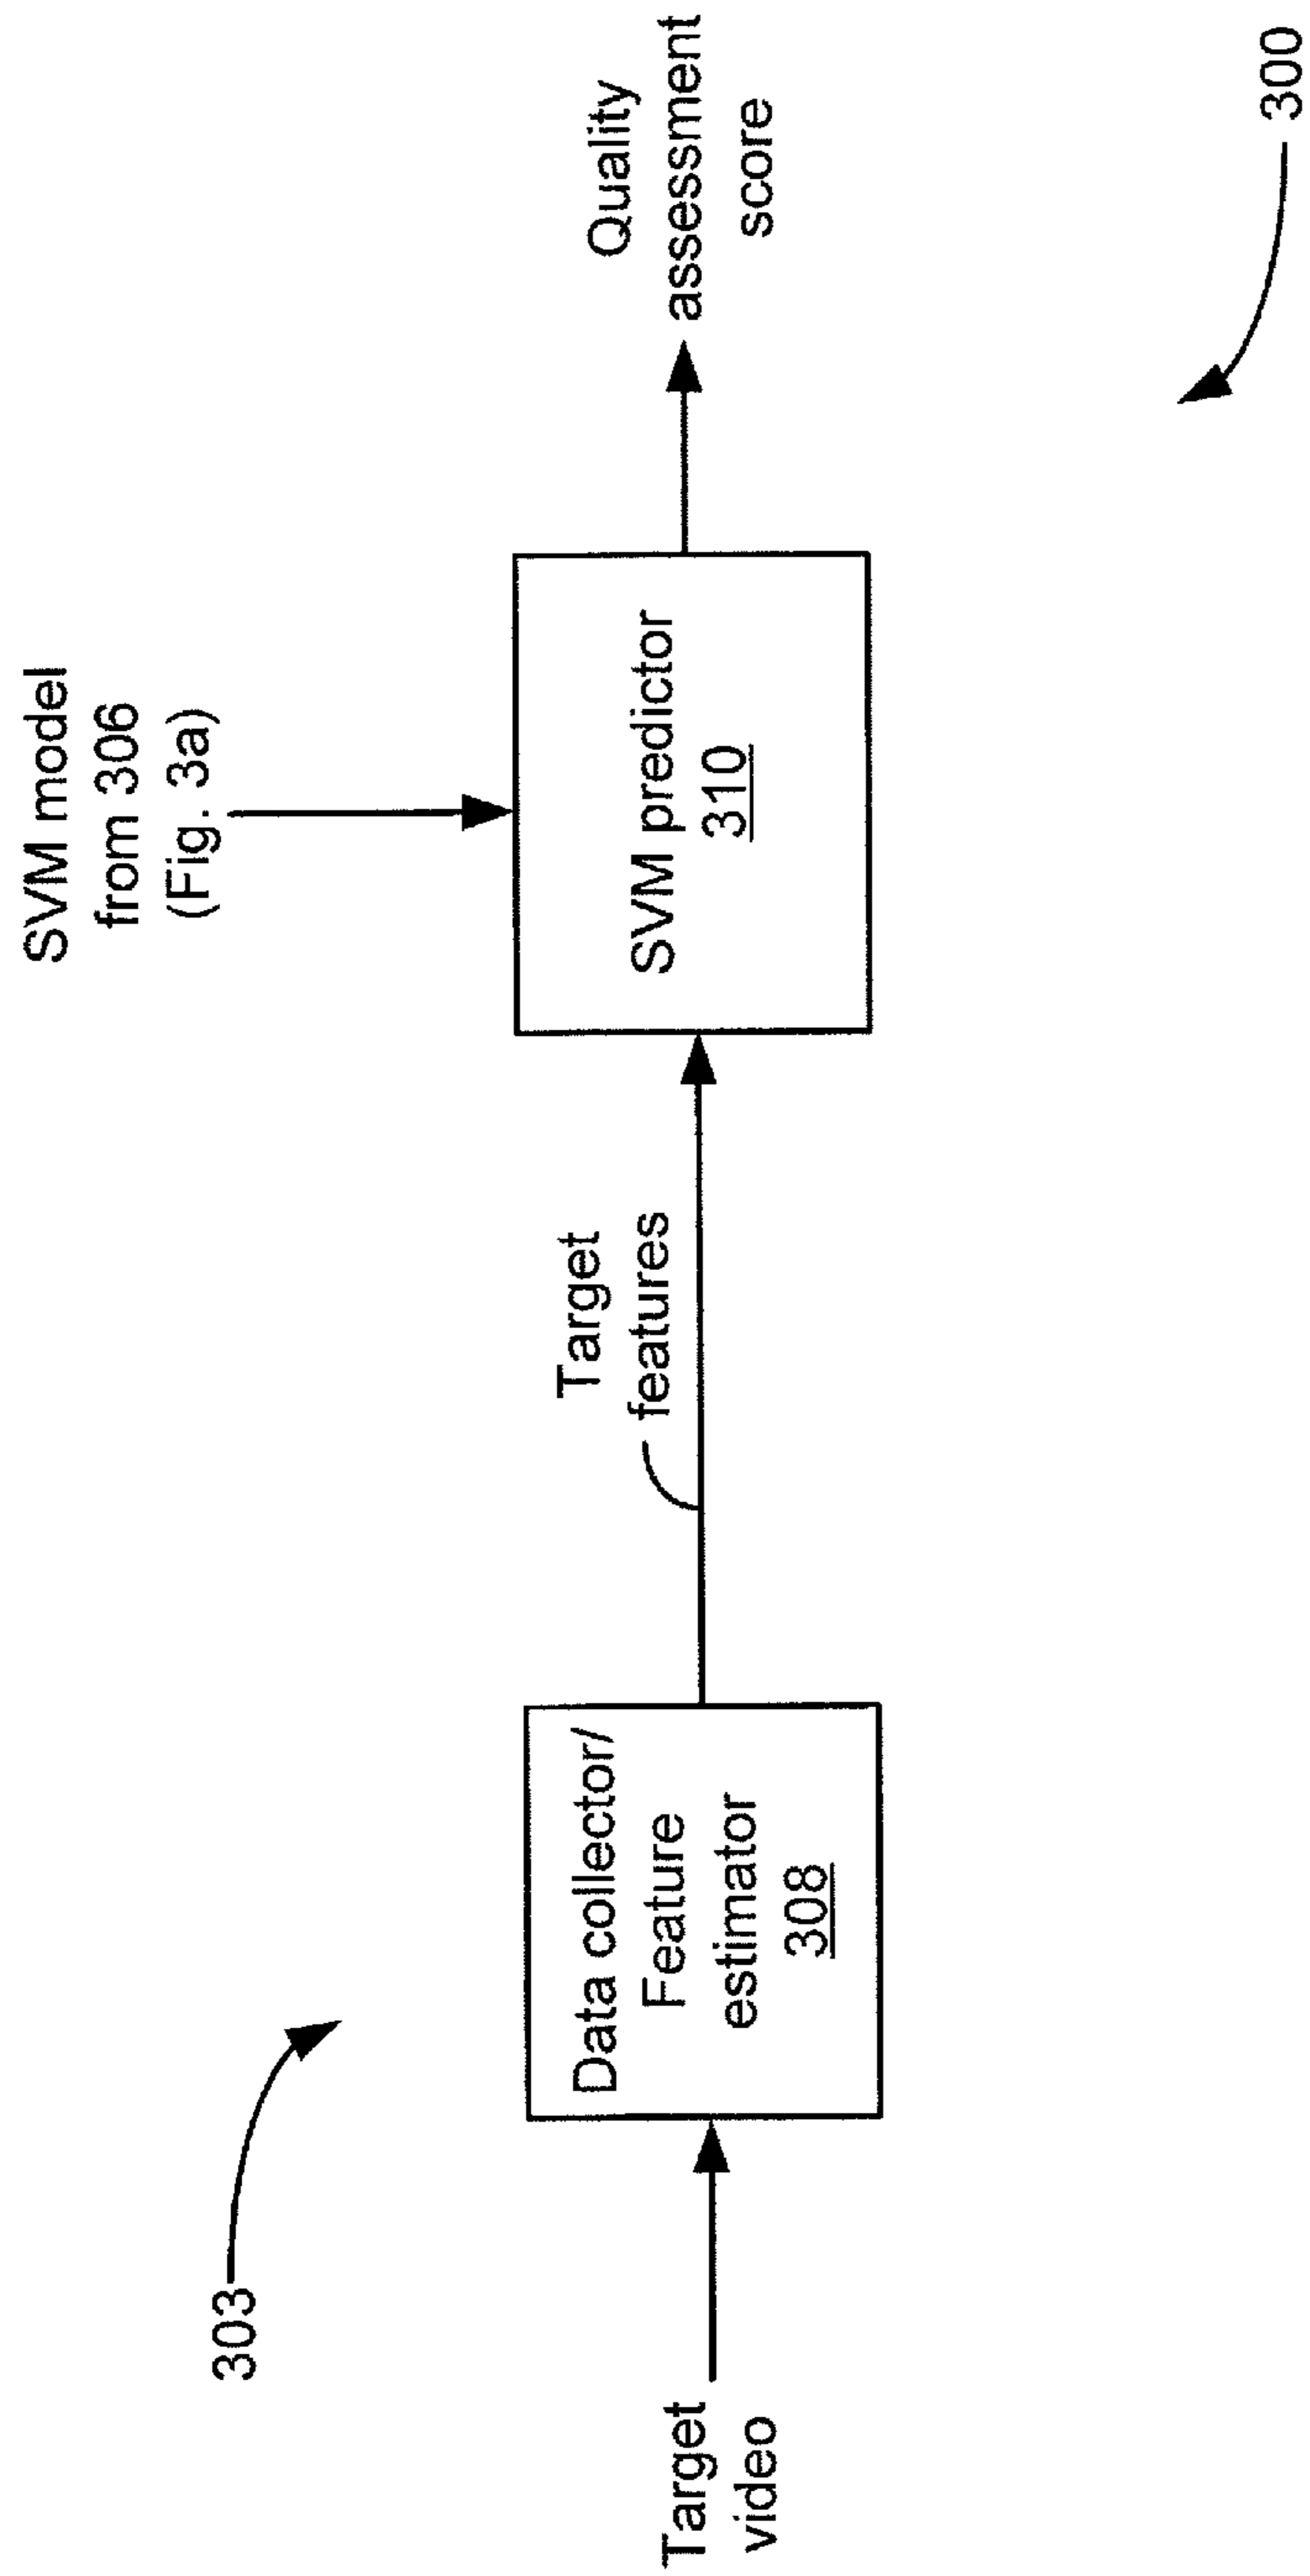 303
SVM model
from 306
(Fig. 3a)
Target
video
Data collector/
Feature
estimator
308
Target
features
SVM predictor
310
Quality
assessment
score
300